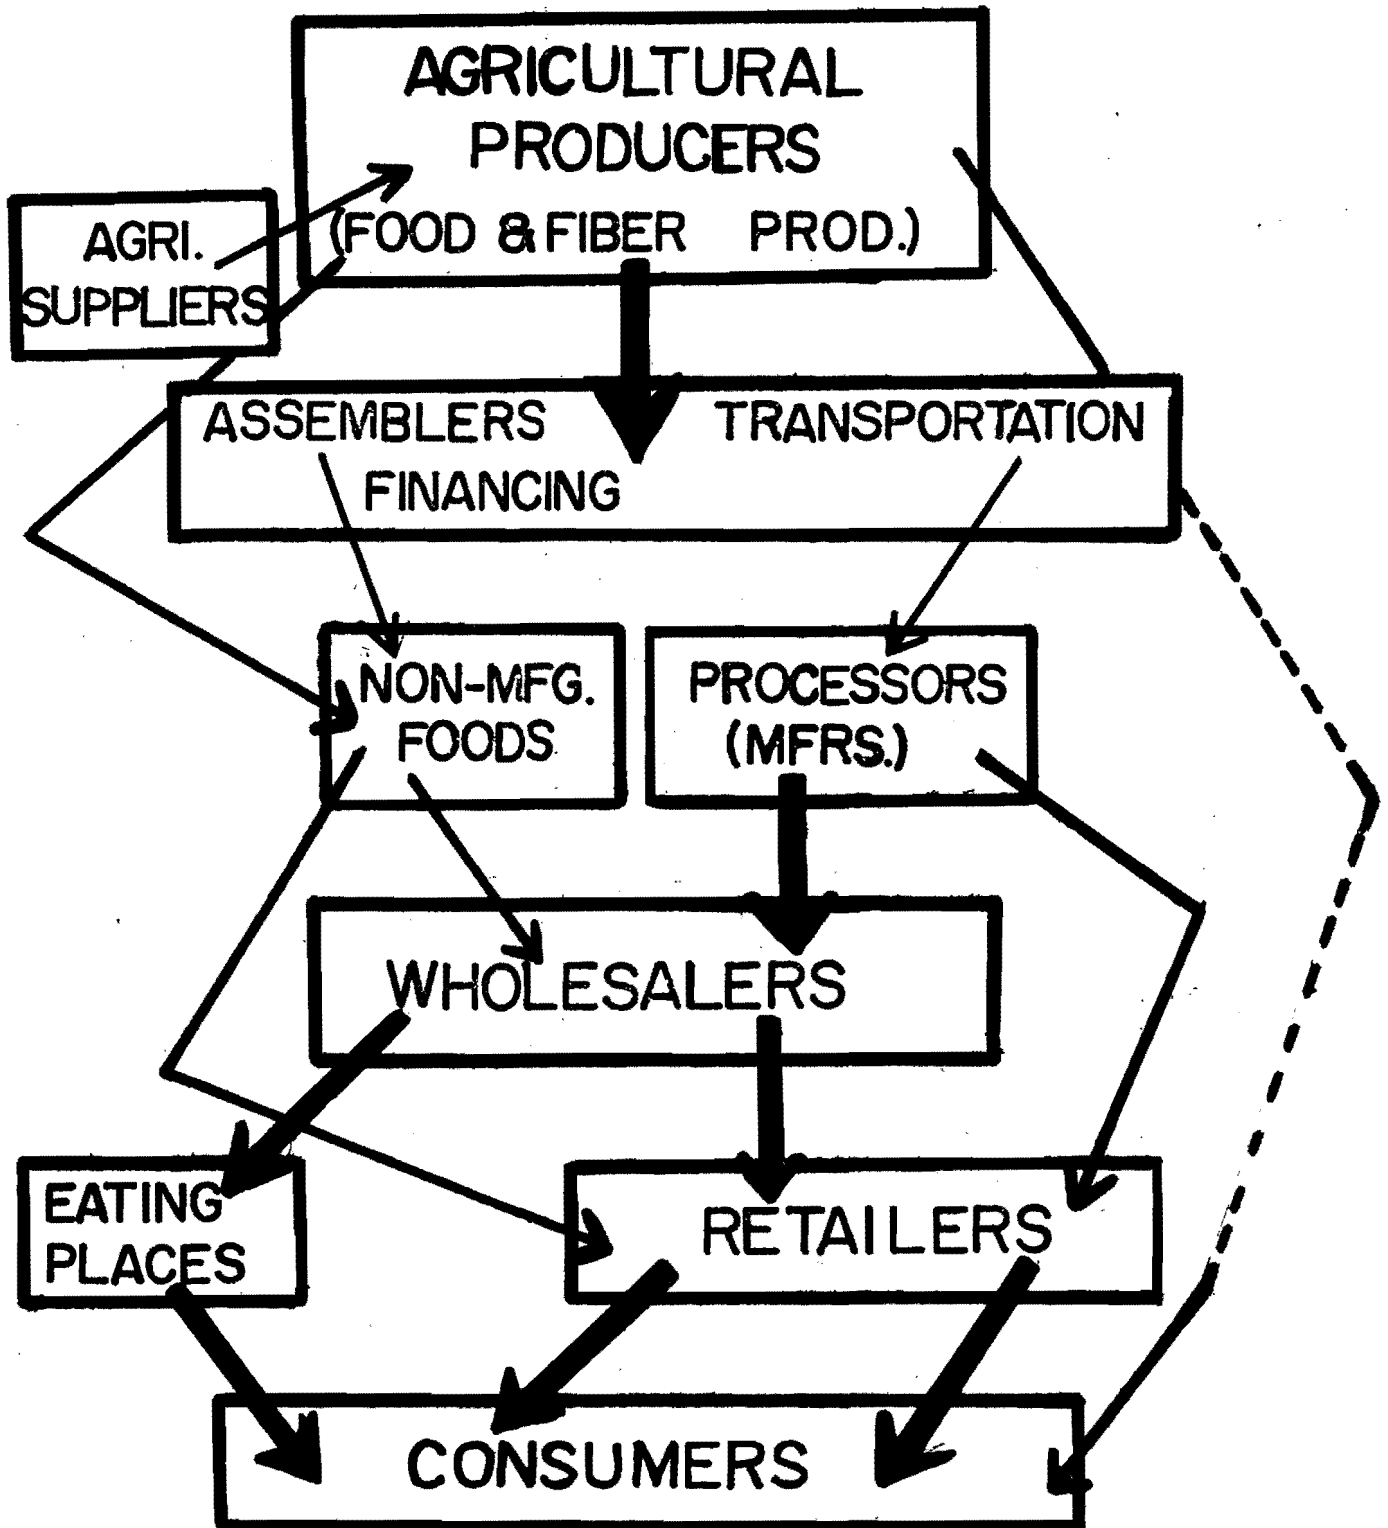 AGRICULTURAL
PRODUCERS
(FOOD & FIBER PROD.)
AGRI.
SUPPLIERS
ASSEMBLERS TRANSPORTATION
FINANCING
NON-MFG.
FOODS
PROCESSORS
(MFRS.)
WHOLESALERS
EATING
PLACES
RETAILERS
CONSUMERS